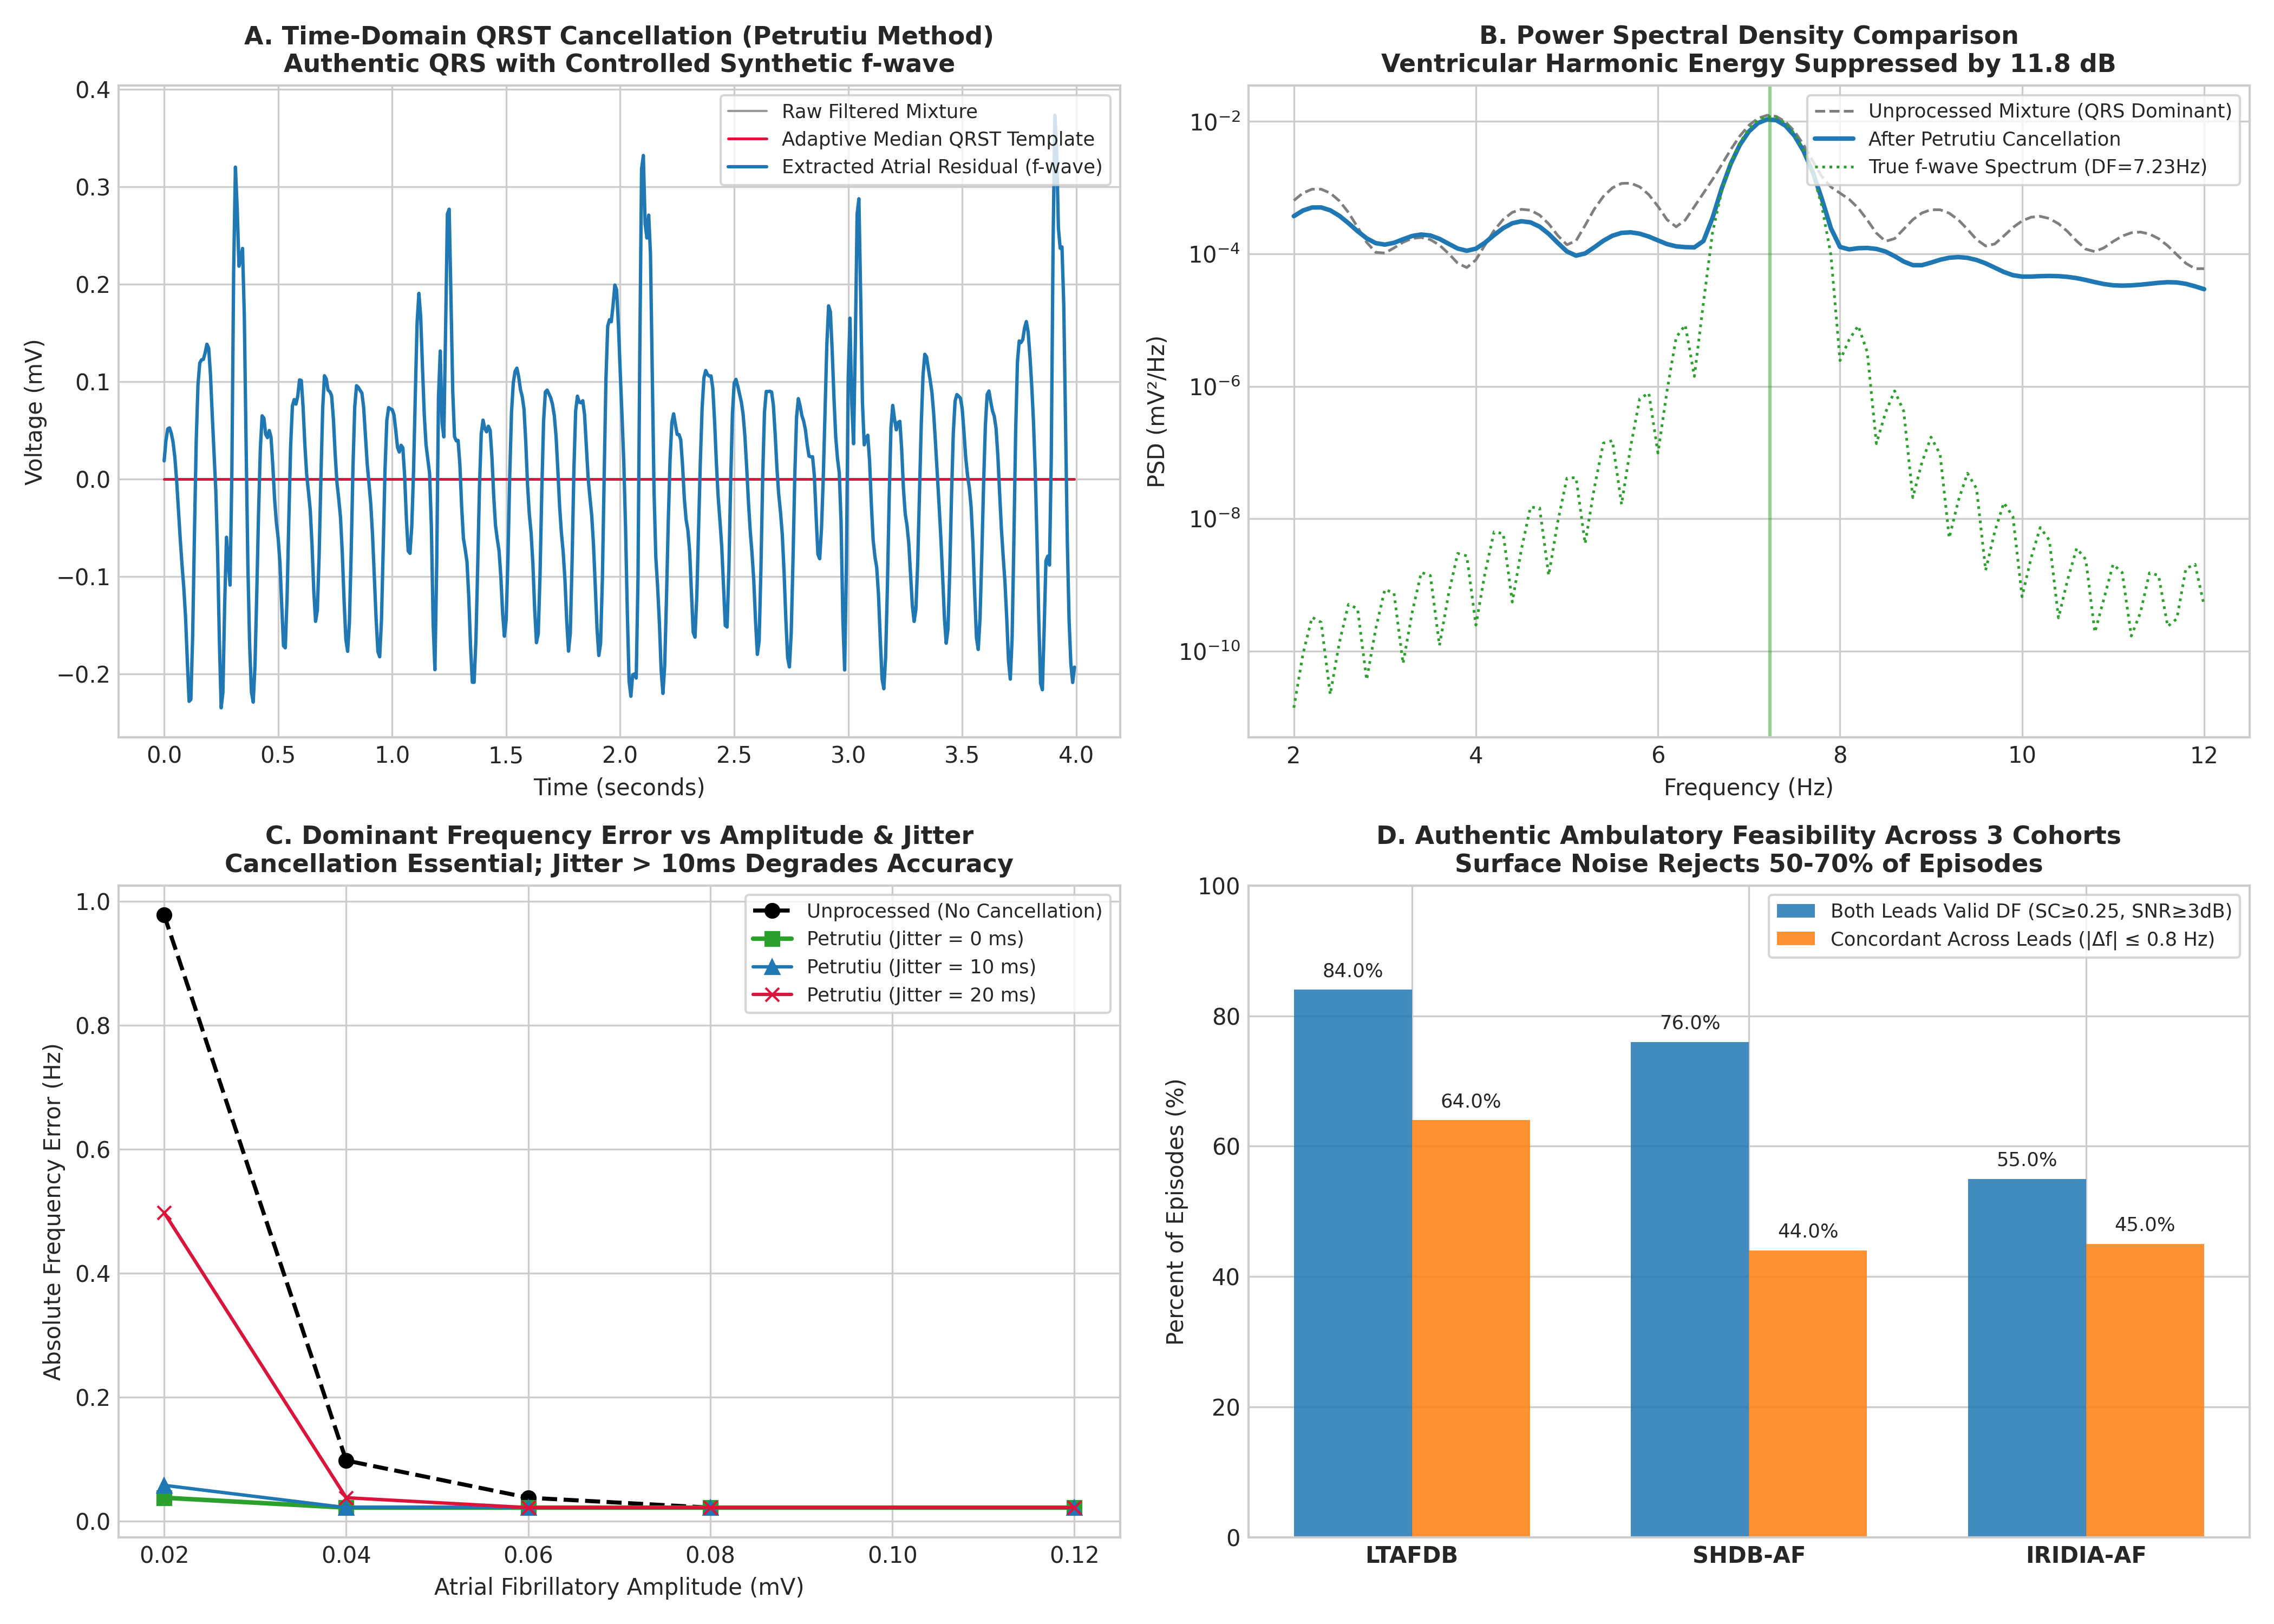 A. Time-Domain QRST Cancellation (Petrutiu Method)
Authentic QRS with Controlled Synthetic f-wave
Raw Filtered Mixture
Adaptive Median QRST Template
Extracted Atrial Residual (f-wave)
Voltage (mV)
0.4
0.3
0.2
0.1
0.0
−0.1
−0.2
0.0 0.5 1.0 1.5 2.0 2.5 3.0 3.5 4.0
Time (seconds)
B. Power Spectral Density Comparison
Ventricular Harmonic Energy Suppressed by 11.8 dB
Unprocessed Mixture (QRS Dominant)
After Petrutiu Cancellation
True f-wave Spectrum (DF=7.23Hz)
PSD (mV²/Hz)
10⁻²
10⁻⁴
10⁻⁶
10⁻⁸
10⁻¹⁰
2 4 6 8 10 12
Frequency (Hz)
C. Dominant Frequency Error vs Amplitude & Jitter
Cancellation Essential; Jitter > 10ms Degrades Accuracy
Unprocessed (No Cancellation)
Petrutiu (Jitter = 0 ms)
Petrutiu (Jitter = 10 ms)
Petrutiu (Jitter = 20 ms)
Absolute Frequency Error (Hz)
1.0
0.8
0.6
0.4
0.2
0.0
0.02 0.04 0.06 0.08 0.10 0.12
Atrial Fibrillatory Amplitude (mV)
D. Authentic Ambulatory Feasibility Across 3 Cohorts
Surface Noise Rejects 50-70% of Episodes
Both Leads Valid DF (SC≥0.25, SNR≥3dB)
Concordant Across Leads (|Δf| ≤ 0.8 Hz)
Percent of Episodes (%)
100
80
60
40
20
0
84.0%
64.0%
76.0%
44.0%
55.0%
45.0%
LTAFDB SHDB-AF IRIDIA-AF